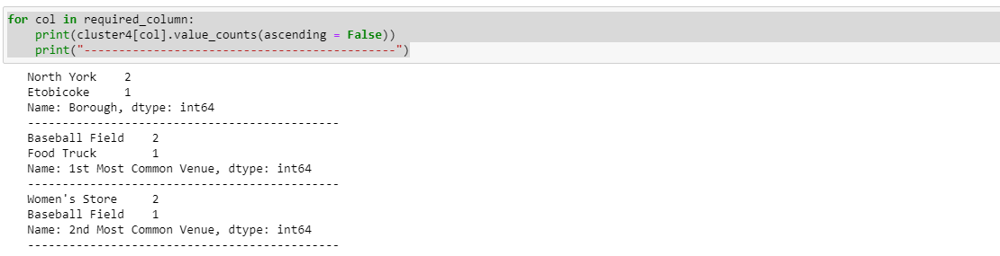 for col in required_column:
    print(cluster4[col].value_counts(ascending = False))
    print("---------------------------------------------")
North York    2
Etobicoke     1
Name: Borough, dtype: int64
---------------------------------------------
Baseball Field    2
Food Truck        1
Name: 1st Most Common Venue, dtype: int64
---------------------------------------------
Women's Store     2
Baseball Field    1
Name: 2nd Most Common Venue, dtype: int64
---------------------------------------------